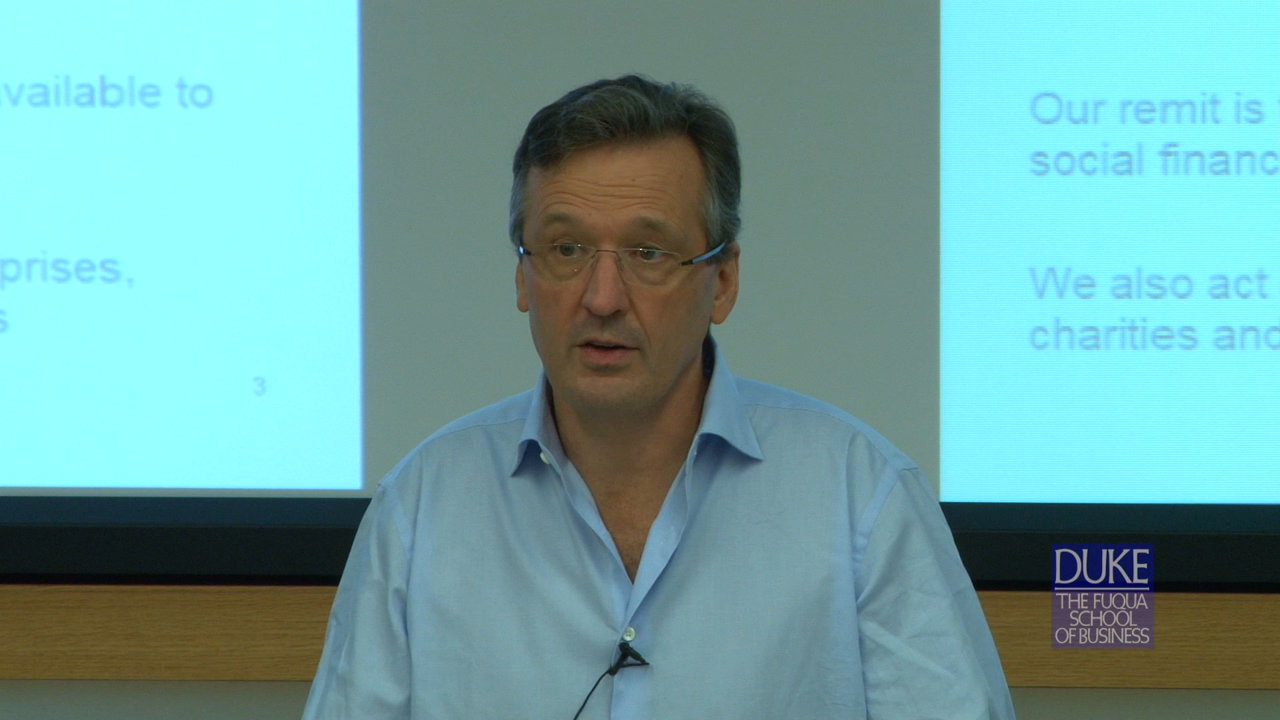 available to
prises,
s
3
Our remit is
social financ
We also act
charities and
DUKE
THE FUQUA
SCHOOL
OF BUSINESS